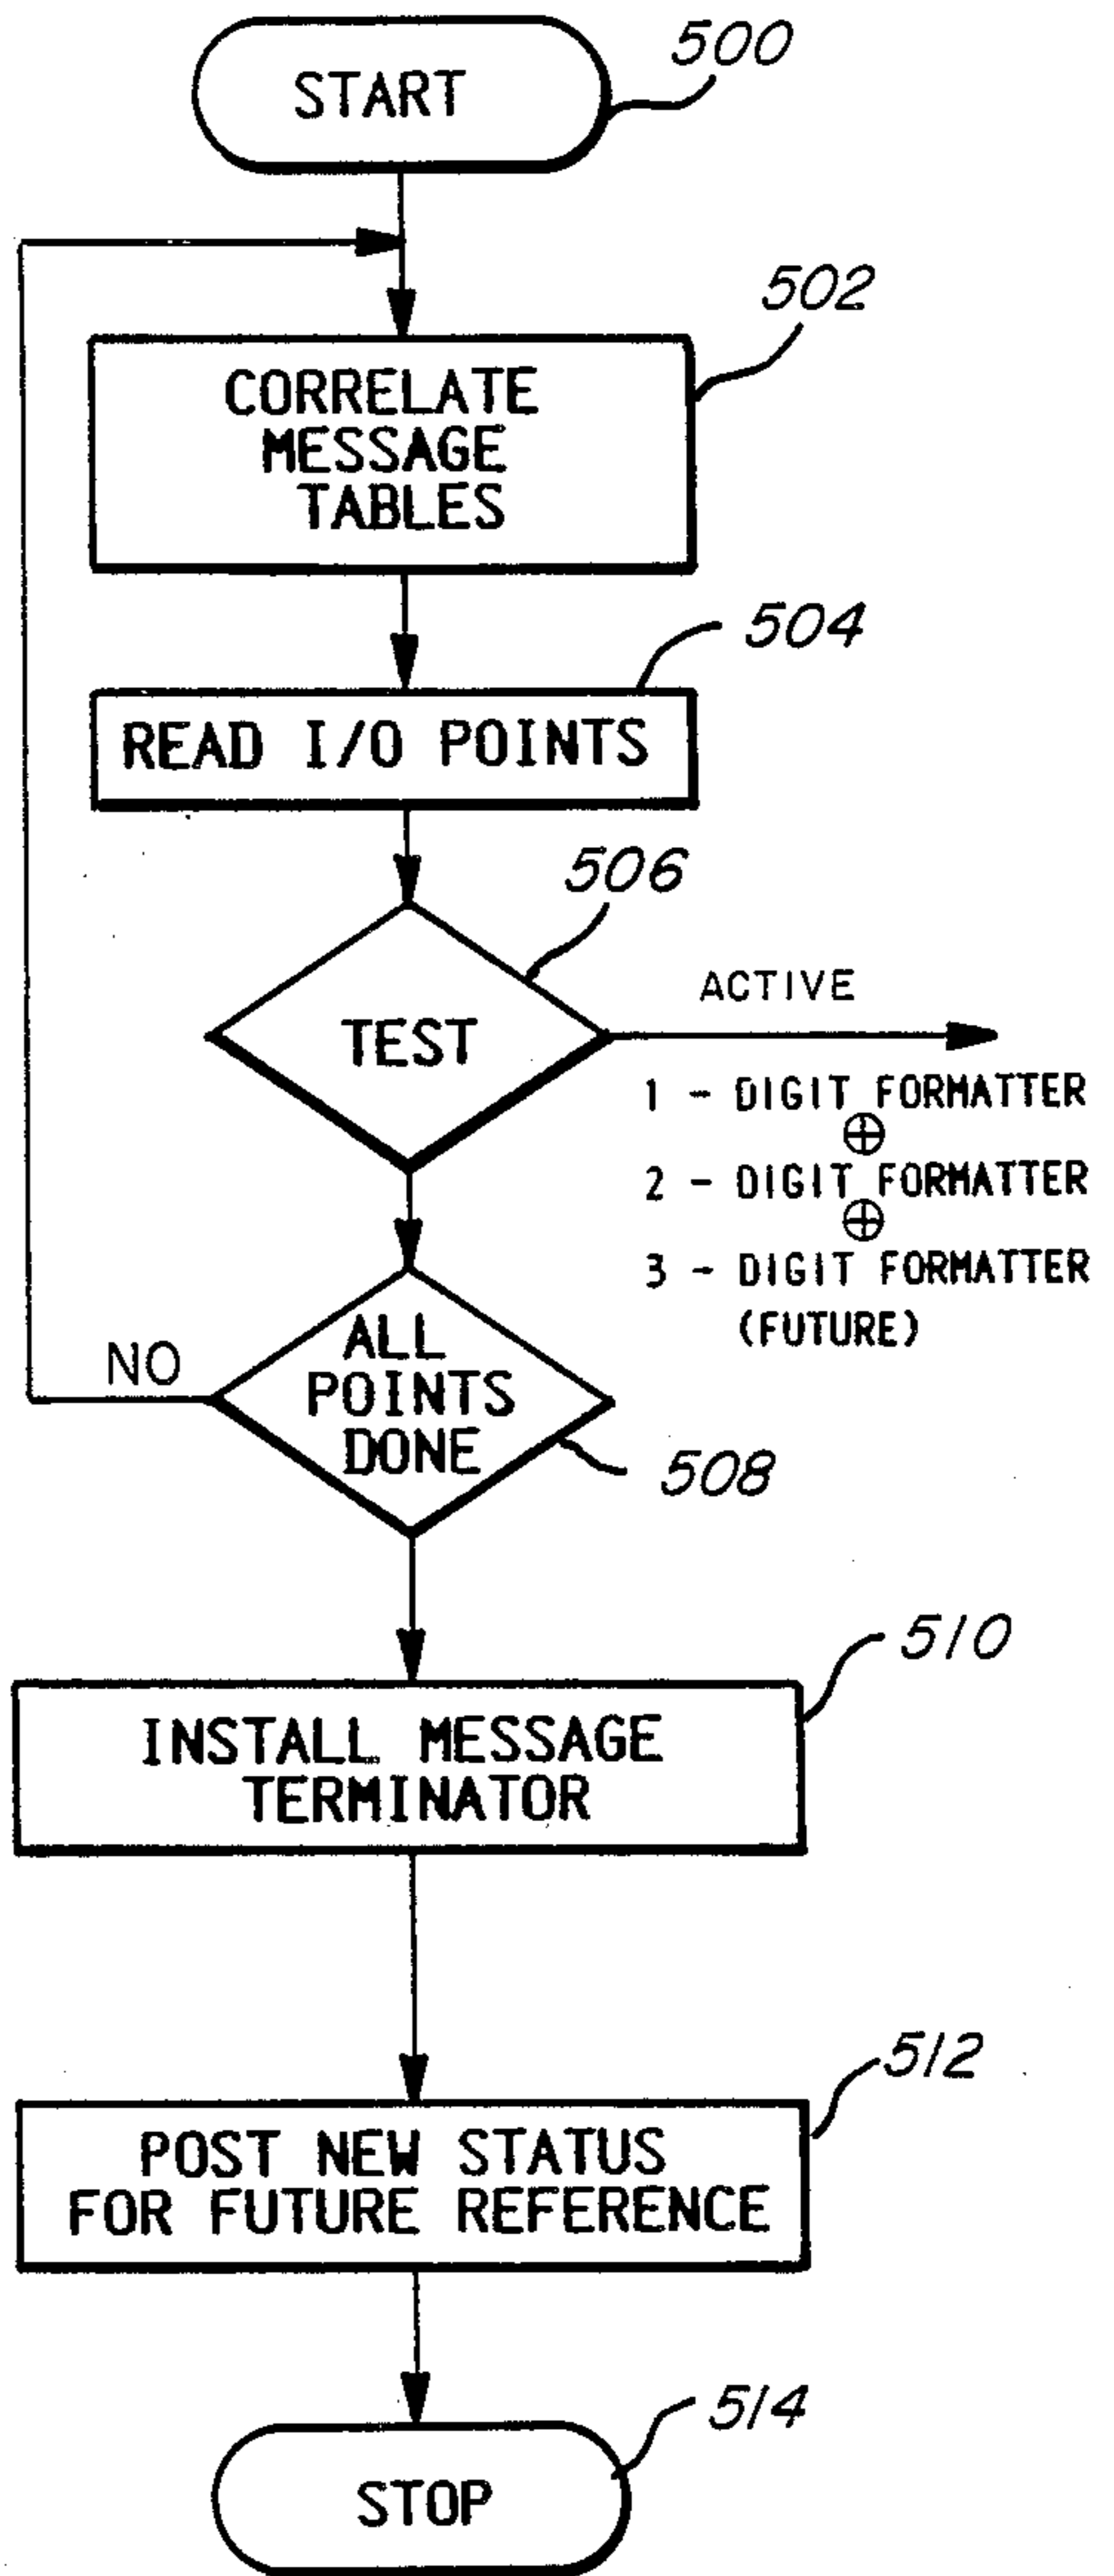 500
START
502
CORRELATE
MESSAGE
TABLES
504
READ I/O POINTS
506
TEST
ACTIVE
1 - DIGIT FORMATTER
⊕
2 - DIGIT FORMATTER
⊕
3 - DIGIT FORMATTER
(FUTURE)
NO
ALL
POINTS
DONE
508
510
INSTALL MESSAGE
TERMINATOR
512
POST NEW STATUS
FOR FUTURE REFERENCE
514
STOP